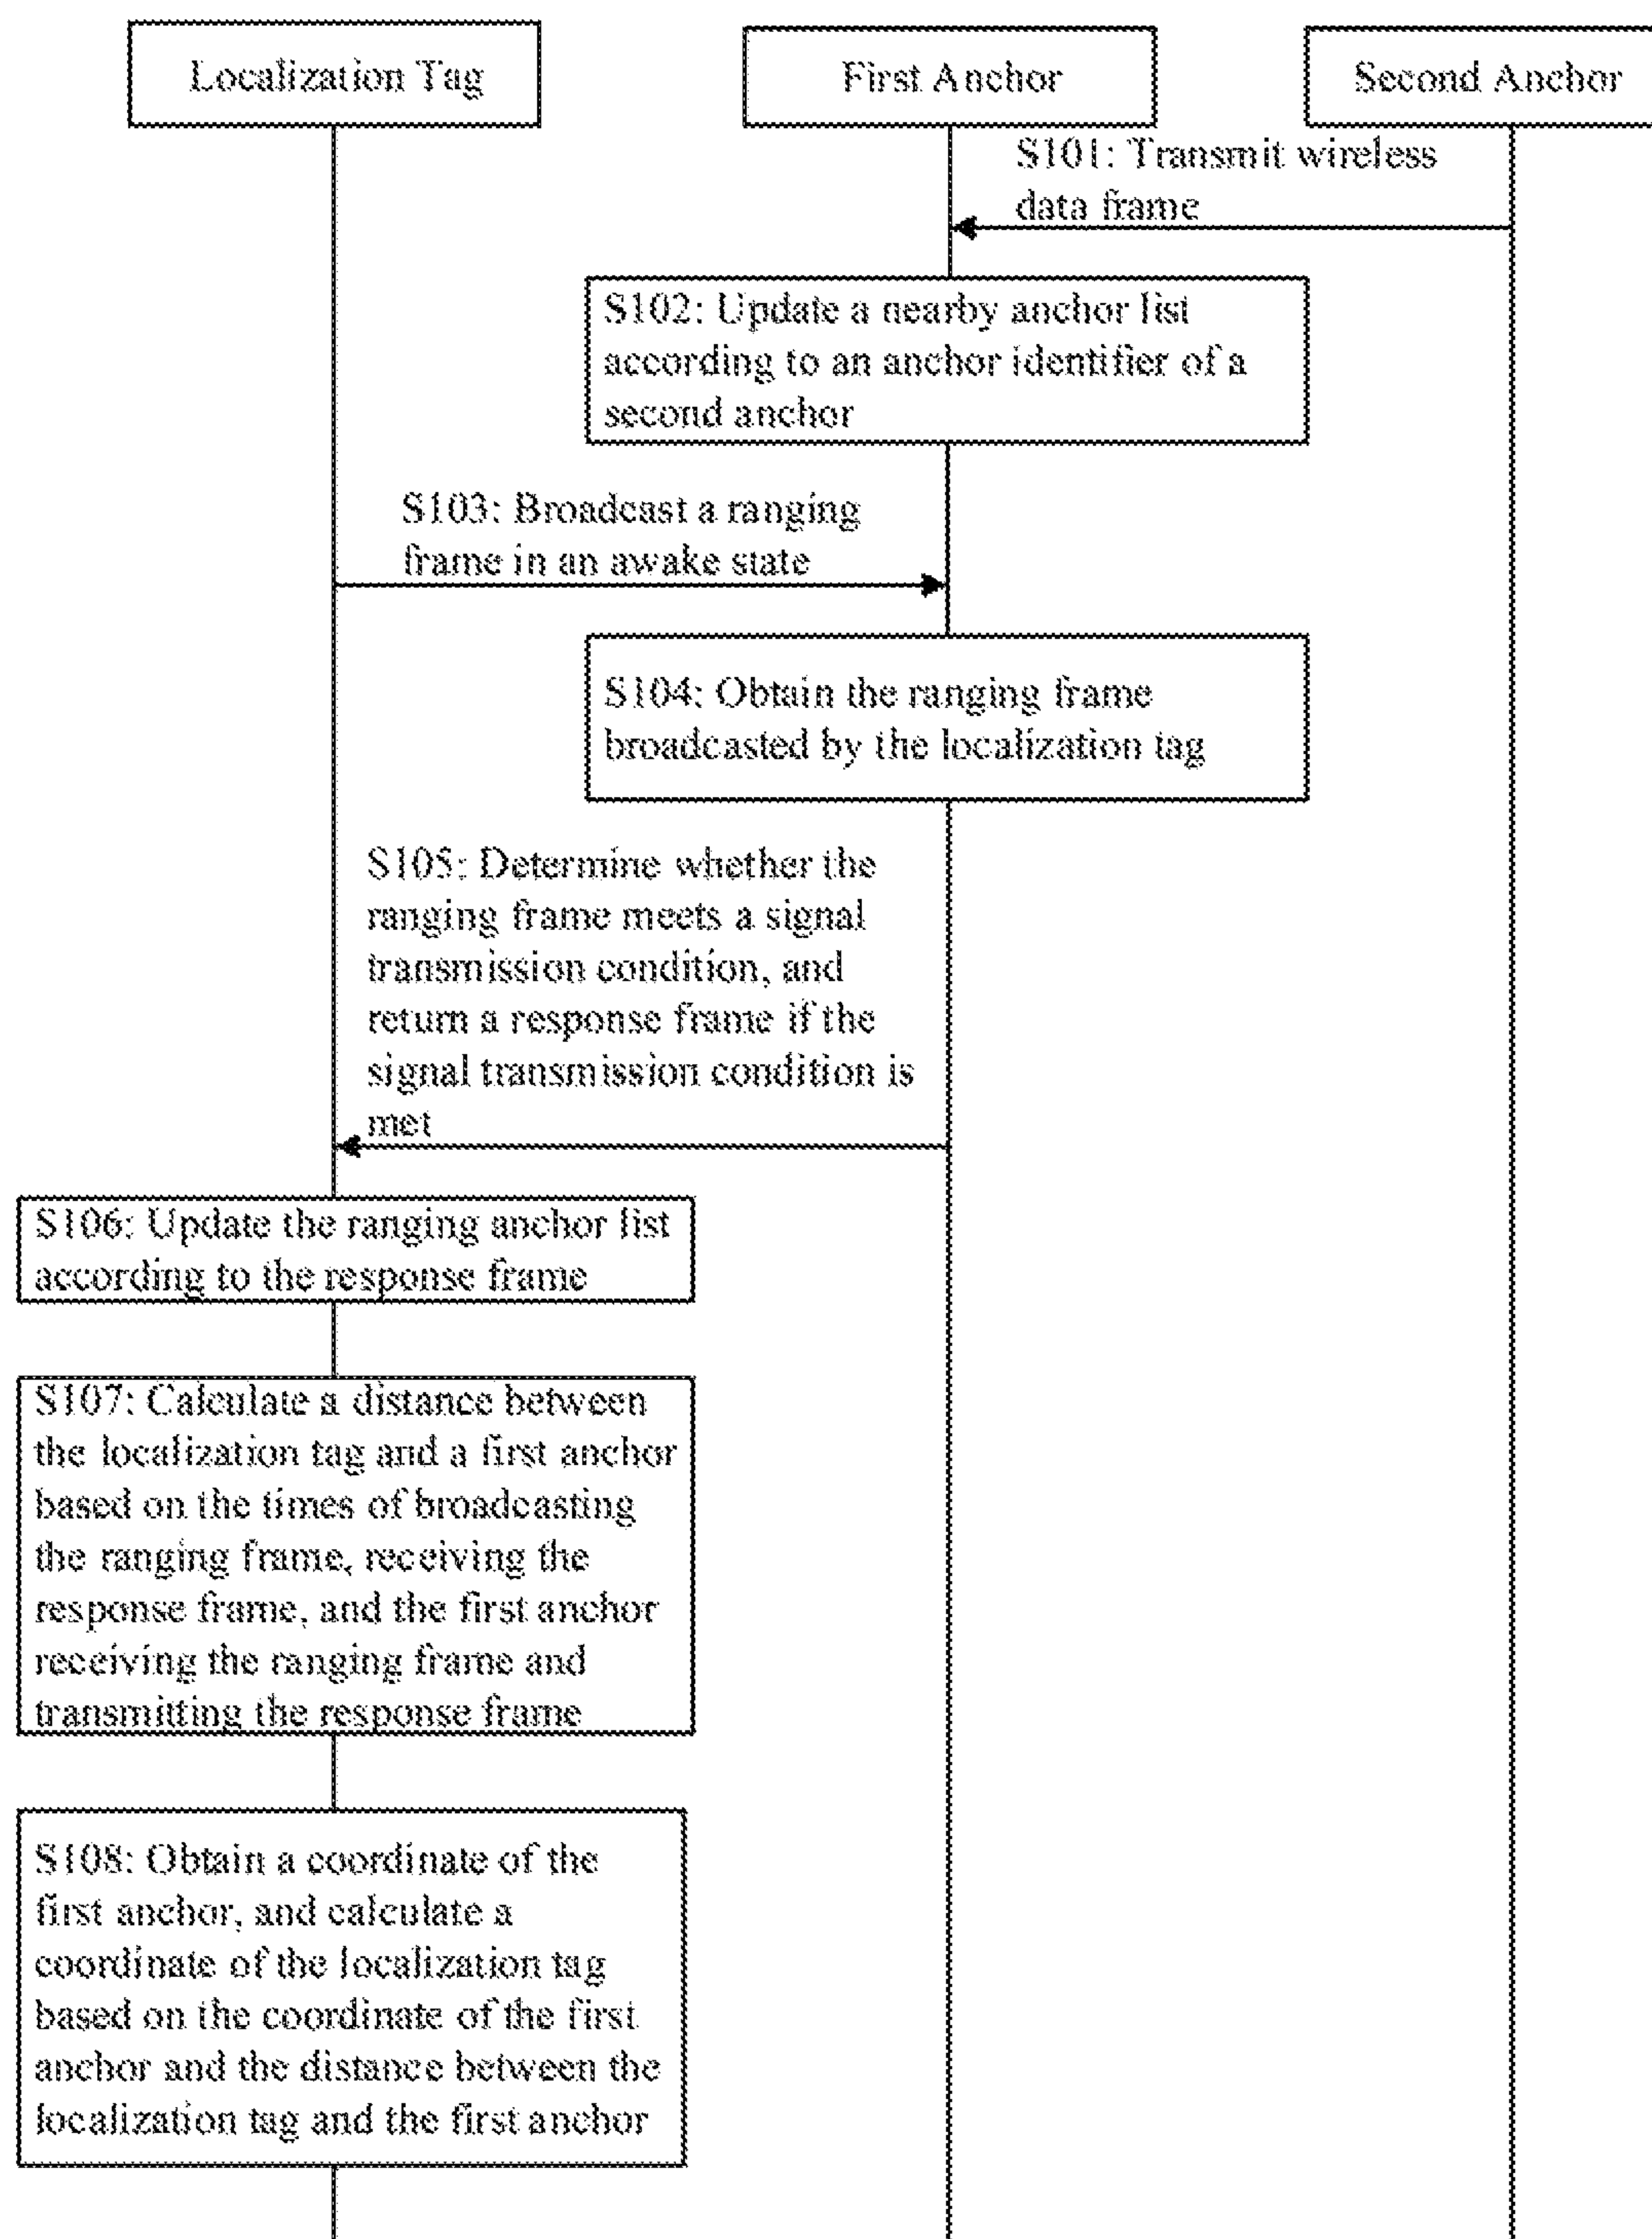 Localization Tag
First Anchor
Second Anchor
S101: Transmit wireless
data frame
S102: Update a nearby anchor list
according to an anchor identifier of a
second anchor
S103: Broadcast a ranging
frame in an awake state
S104: Obtain the ranging frame
broadcasted by the localization tag
S105: Determine whether the
ranging frame meets a signal
transmission condition, and
return a response frame if the
signal transmission condition is
met
S106: Update the ranging anchor list
according to the response frame
S107: Calculate a distance between
the localization tag and a first anchor
based on the times of broadcasting
the ranging frame, receiving the
response frame, and the first anchor
receiving the ranging frame and
transmitting the response frame
S108: Obtain a coordinate of the
first anchor, and calculate a
coordinate of the localization tag
based on the coordinate of the first
anchor and the distance between the
localization tag and the first anchor